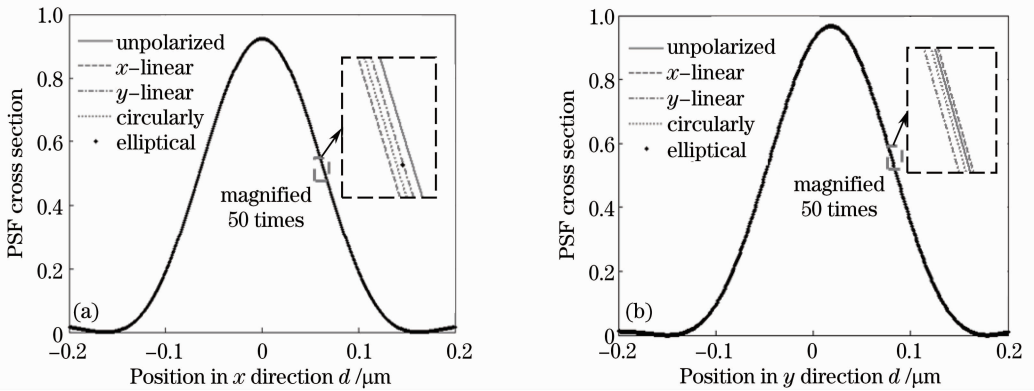 1.0
0.8
0.6
0.4
0.2
0
PSF cross section
unpolarized
x-linear
y-linear
circularly
elliptical
magnified
50 times
(a)
−0.2
−0.1
0
0.1
0.2
Position in x direction d /μm
1.0
0.8
0.6
0.4
0.2
0
PSF cross section
unpolarized
x-linear
y-linear
circularly
elliptical
magnified
50 times
(b)
−0.2
−0.1
0
0.1
0.2
Position in y direction d /μm